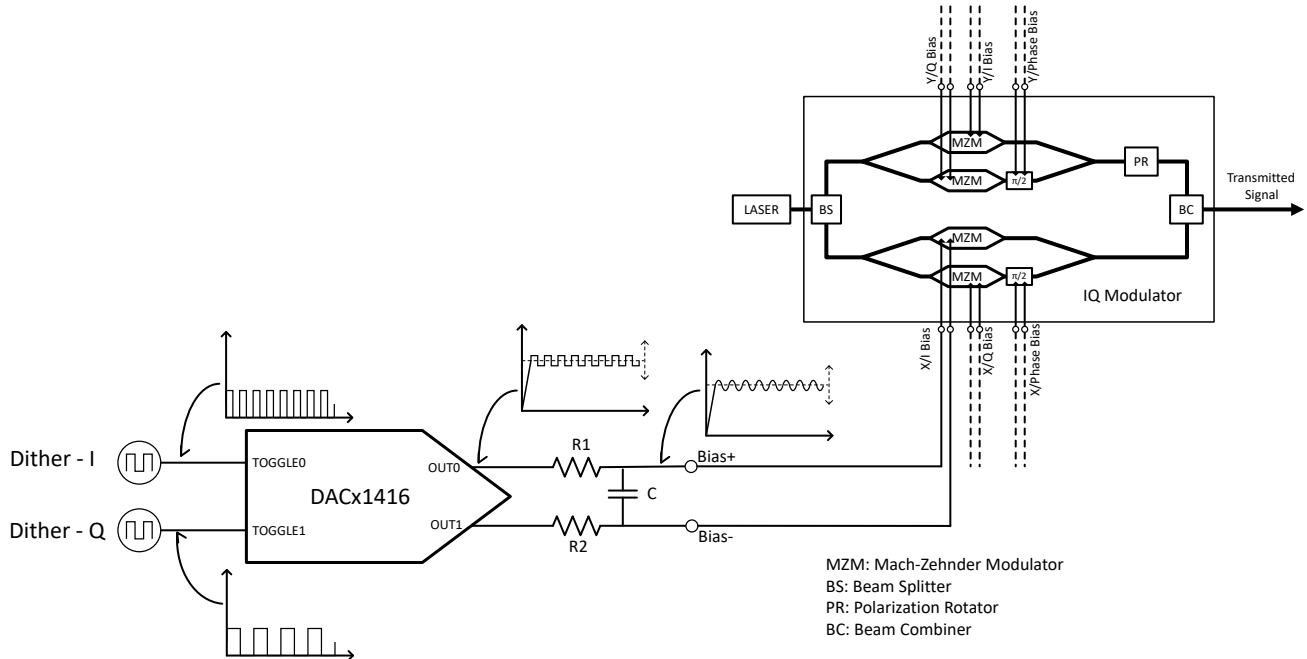 Y/Q Bias
Y/I Bias
Y/Phase Bias
MZM
PR
MZM
π/2
Transmitted
Signal
LASER
BS
BC
MZM
MZM
π/2
IQ Modulator
X/I Bias
X/Q Bias
X/Phase Bias
Dither - I
TOGGLE0
OUT0
R1
Bias+
DACx1416
C
Dither - Q
TOGGLE1
OUT1
R2
Bias-
MZM: Mach-Zehnder Modulator
BS: Beam Splitter
PR: Polarization Rotator
BC: Beam Combiner